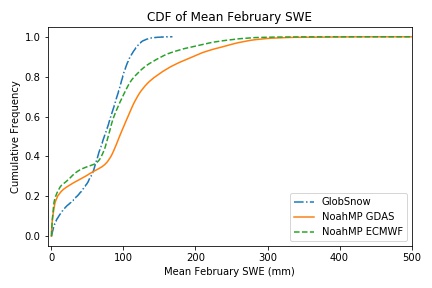 CDF of Mean February SWE
Cumulative Frequency
1.0
0.8
0.6
0.4
0.2
0.0
0 100 200 300 400 500
Mean February SWE (mm)
GlobSnow
NoahMP GDAS
NoahMP ECMWF